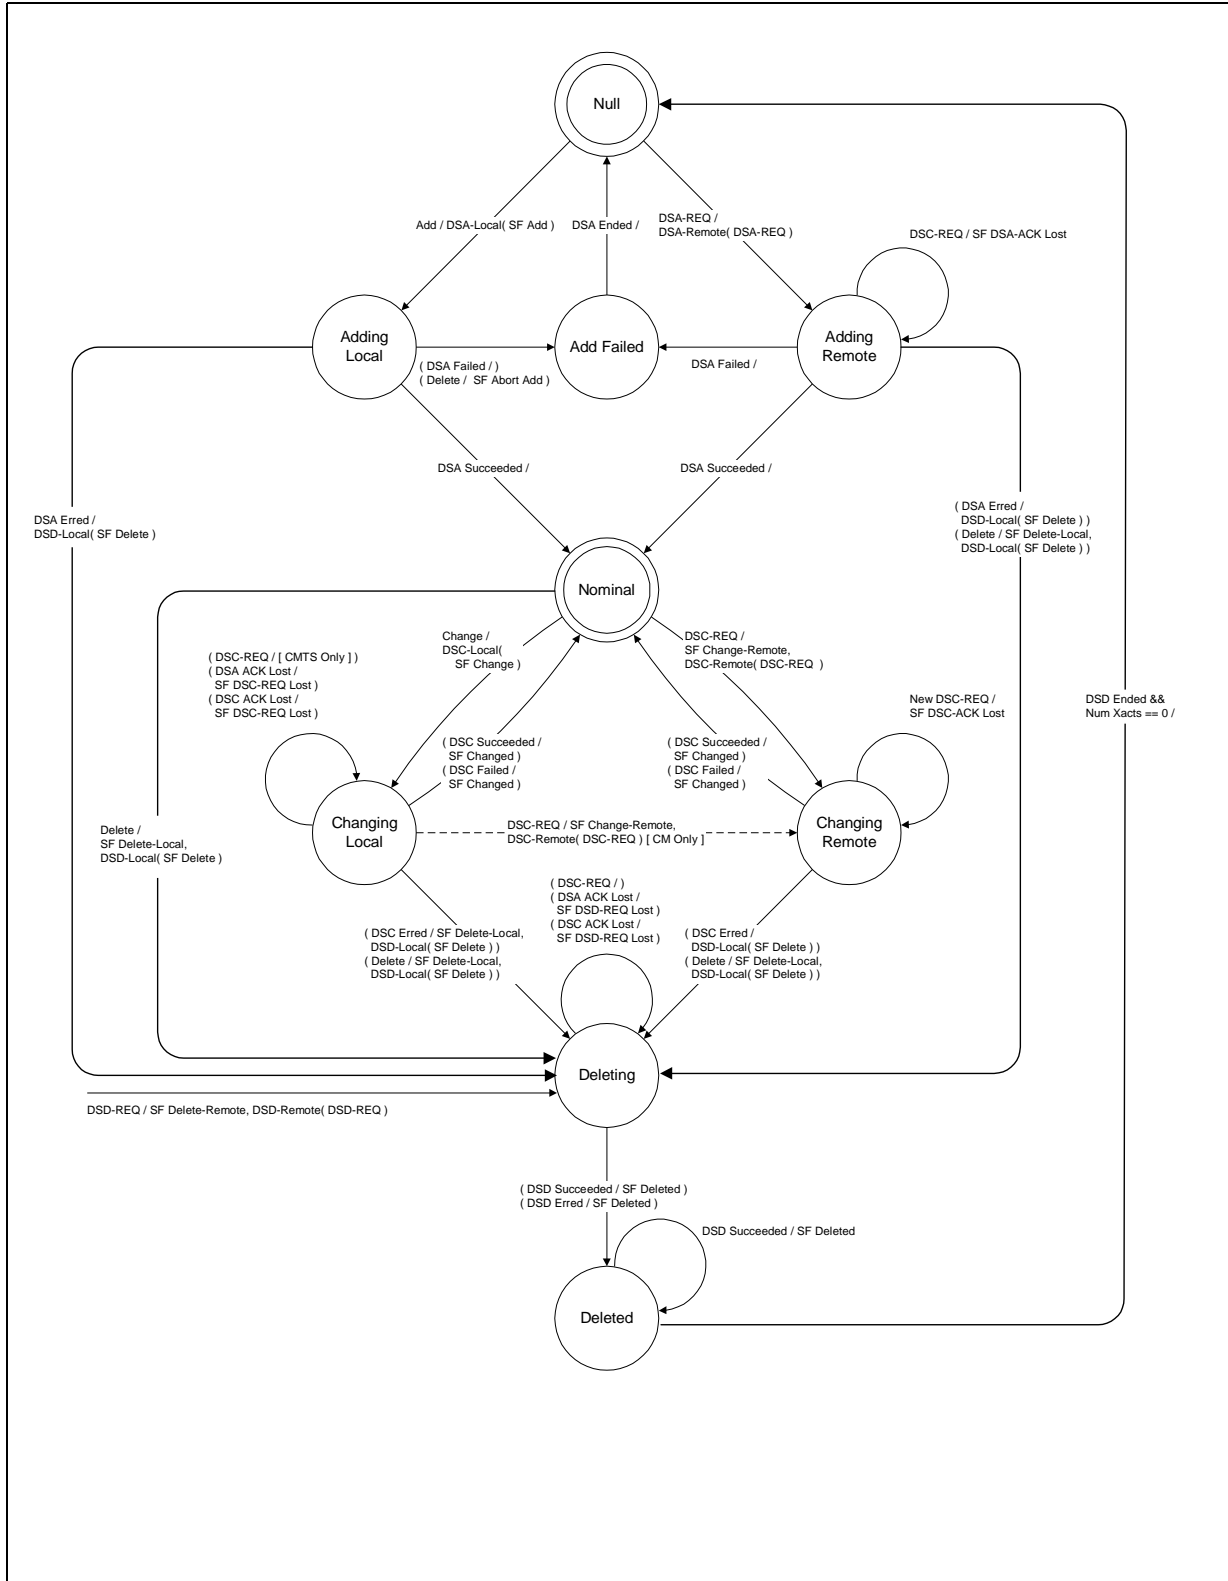 Null
Add / DSA-Local( SF Add )
DSA Ended /
DSA-REQ /
DSA-Remote( DSA-REQ )
DSC-REQ / SF DSA-ACK Lost
Adding
Local
Add Failed
Adding
Remote
( DSA Failed / )
( Delete /  SF Abort Add )
DSA Failed /
DSA Succeeded /
DSA Succeeded /
DSA Erred /
DSD-Local( SF Delete )
( DSA Erred /
DSD-Local( SF Delete ) )
( Delete / SF Delete-Local,
DSD-Local( SF Delete ) )
Nominal
Change /
DSC-Local(
SF Change )
DSC-REQ /
SF Change-Remote,
DSC-Remote( DSC-REQ  )
( DSC-REQ / [ CMTS Only ] )
( DSA ACK Lost /
SF DSC-REQ Lost )
( DSC ACK Lost /
SF DSC-REQ Lost )
New DSC-REQ /
SF DSC-ACK Lost
DSD Ended &&
Num Xacts == 0 /
( DSC Succeeded /
SF Changed )
( DSC Failed /
SF Changed )
( DSC Succeeded /
SF Changed )
( DSC Failed /
SF Changed )
Changing
Local
DSC-REQ / SF Change-Remote,
DSC-Remote( DSC-REQ ) [ CM Only ]
Changing
Remote
Delete /
SF Delete-Local,
DSD-Local( SF Delete )
( DSC-REQ / )
( DSA ACK Lost /
SF DSD-REQ Lost )
( DSC ACK Lost /
SF DSD-REQ Lost )
( DSC Erred / SF Delete-Local,
DSD-Local( SF Delete ) )
( Delete / SF Delete-Local,
DSD-Local( SF Delete ) )
( DSC Erred /
DSD-Local( SF Delete ) )
( Delete / SF Delete-Local,
DSD-Local( SF Delete ) )
Deleting
DSD-REQ / SF Delete-Remote, DSD-Remote( DSD-REQ )
( DSD Succeeded / SF Deleted )
( DSD Erred / SF Deleted )
DSD Succeeded / SF Deleted
Deleted